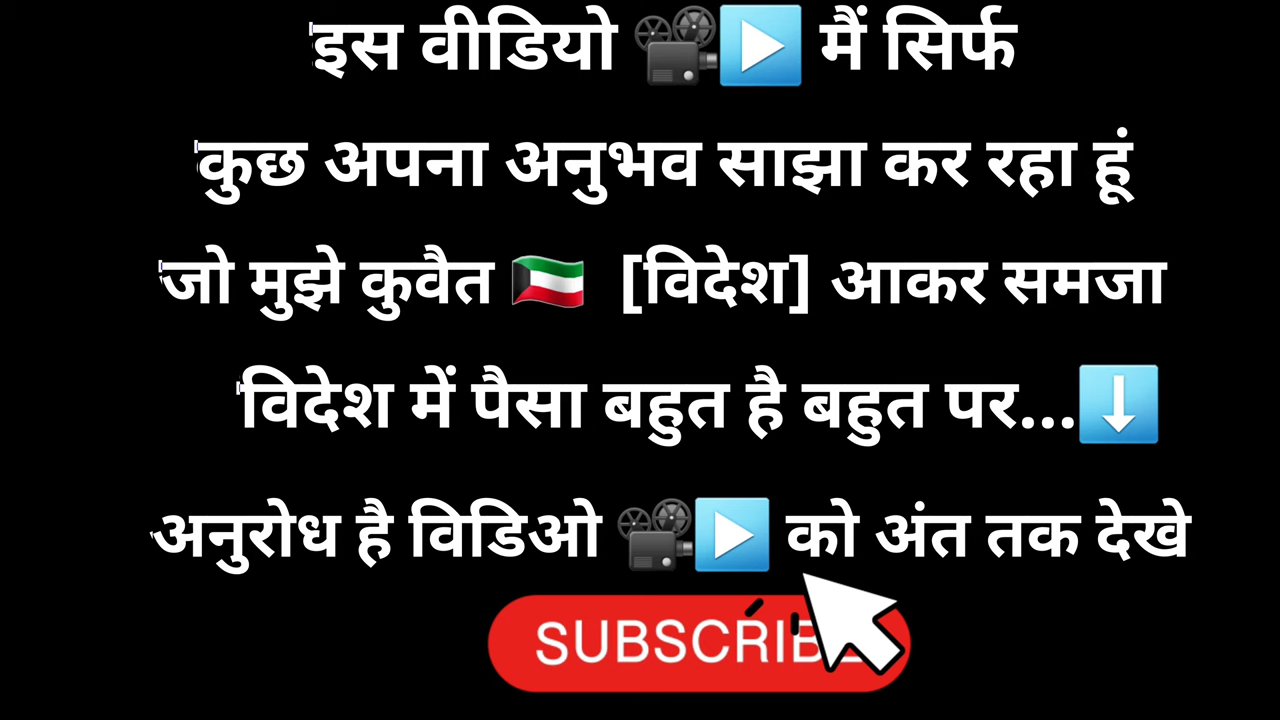 इस वीडियो 🎥▶️ मैं सिर्फ
कुछ अपना अनुभव साझा कर रहा हूं
जो मुझे कुवैत 🇰🇼 [विदेश] आकर समजा
विदेश में पैसा बहुत है बहुत पर...⬇️
अनुरोध है विडिओ 🎥▶️ को अंत तक देखे
SUBSCRIBE